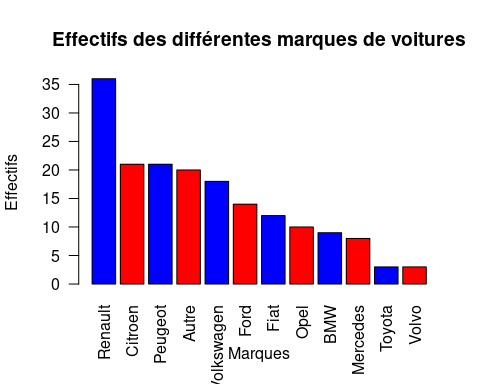 Effectifs des différentes marques de voitures
Effectifs
35
30
25
20
15
10
5
0
Renault
Citroen
Peugeot
Autre
Volkswagen
Ford
Fiat
Opel
BMW
Mercedes
Toyota
Volvo
Marques